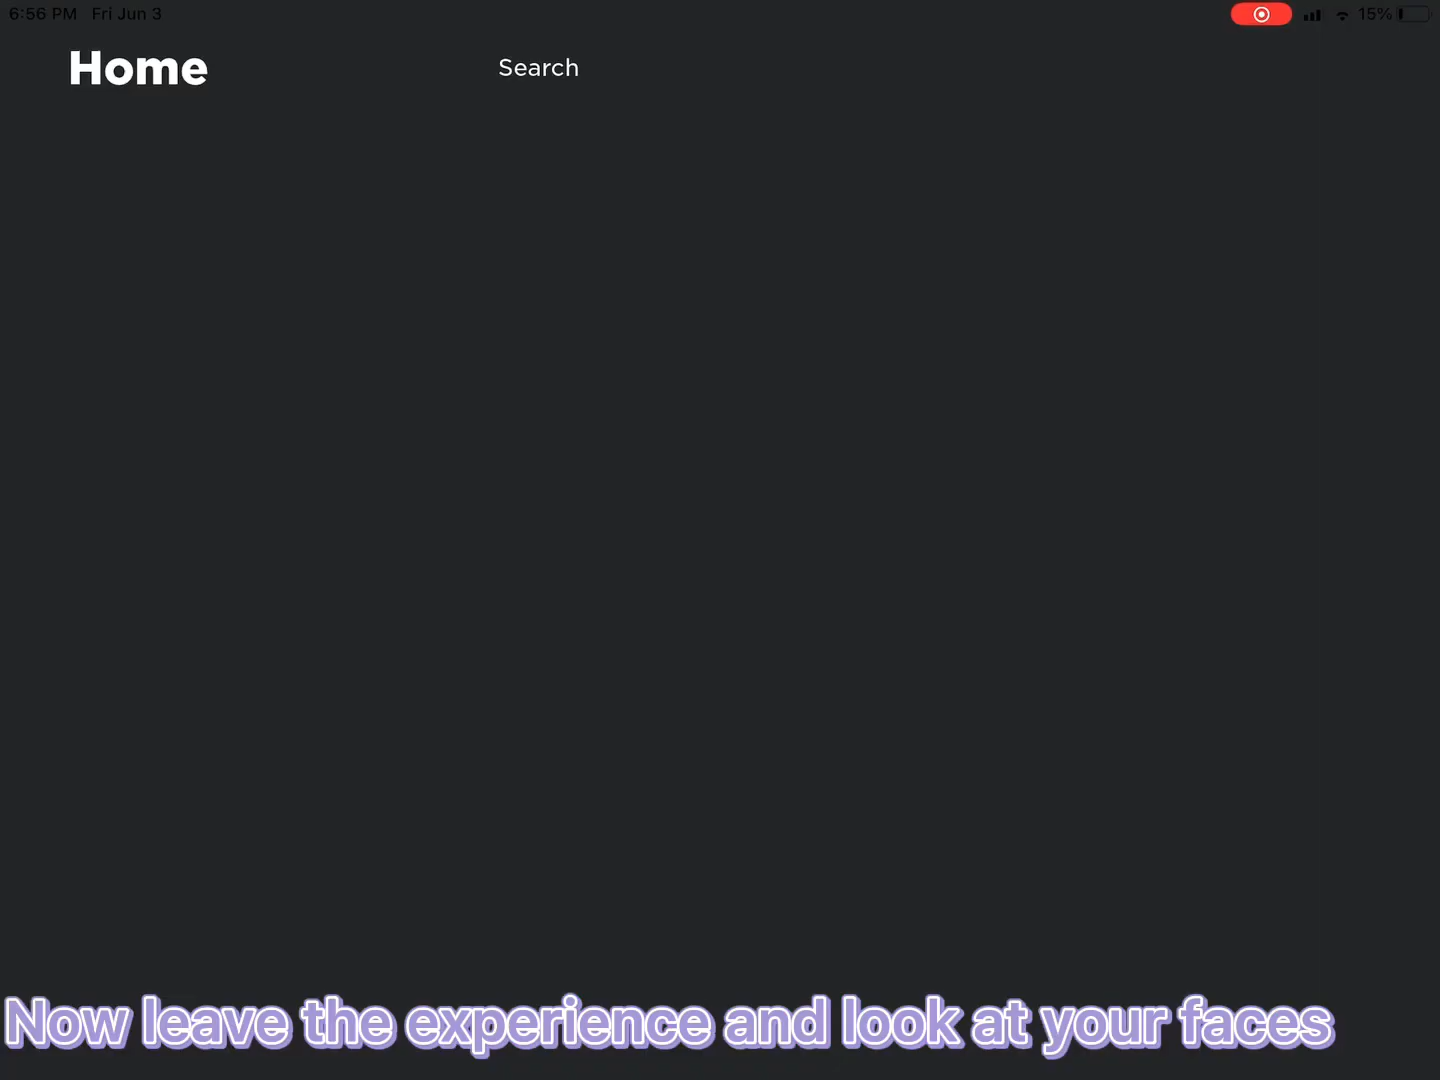 6:56 PM Fri Jun 3 15%
Home Search
Now leave the experience and look at your faces